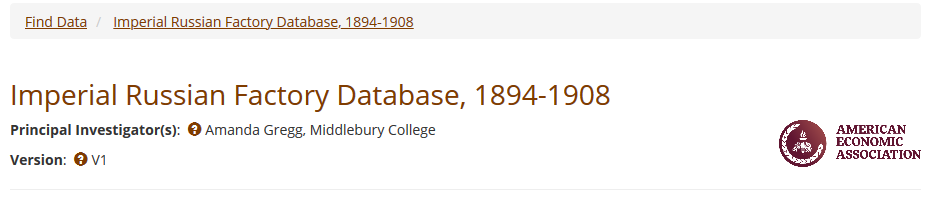 Find Data / Imperial Russian Factory Database, 1894-1908
Imperial Russian Factory Database, 1894-1908
Principal Investigator(s): ? Amanda Gregg, Middlebury College
Version: ? V1
AMERICAN
ECONOMIC
ASSOCIATION